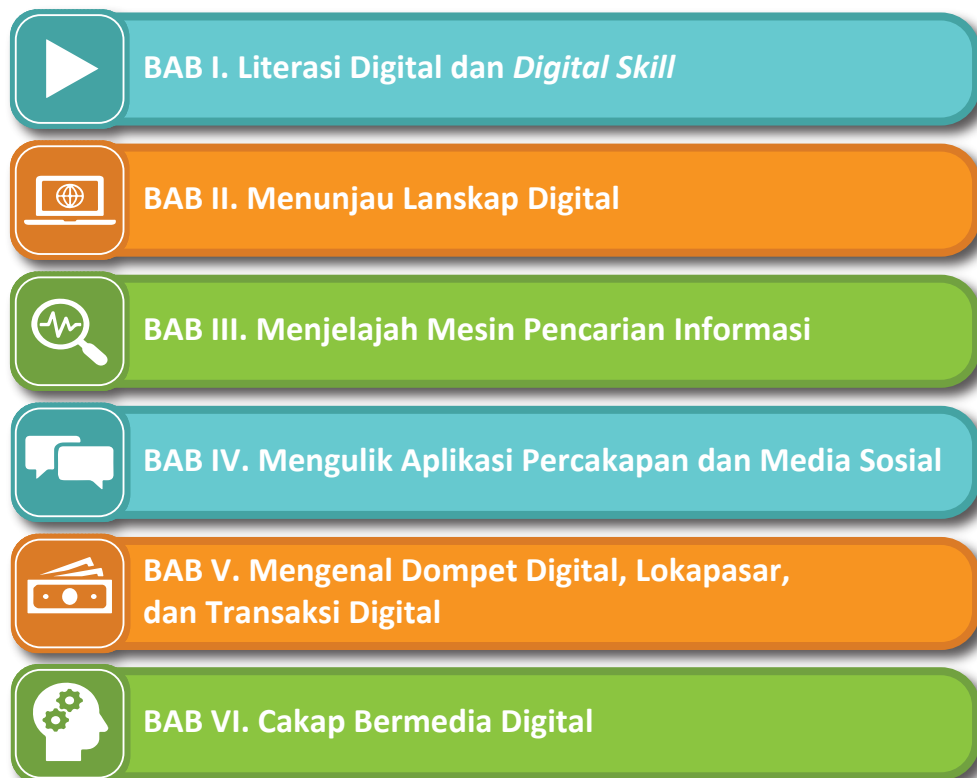 BAB I. Literasi Digital dan Digital Skill
BAB II. Menunjau Lanskap Digital
BAB III. Menjelajah Mesin Pencarian Informasi
BAB IV. Mengulik Aplikasi Percakapan dan Media Sosial
BAB V. Mengenal Dompet Digital, Lokapasar,
dan Transaksi Digital
BAB VI. Cakap Bermedia Digital